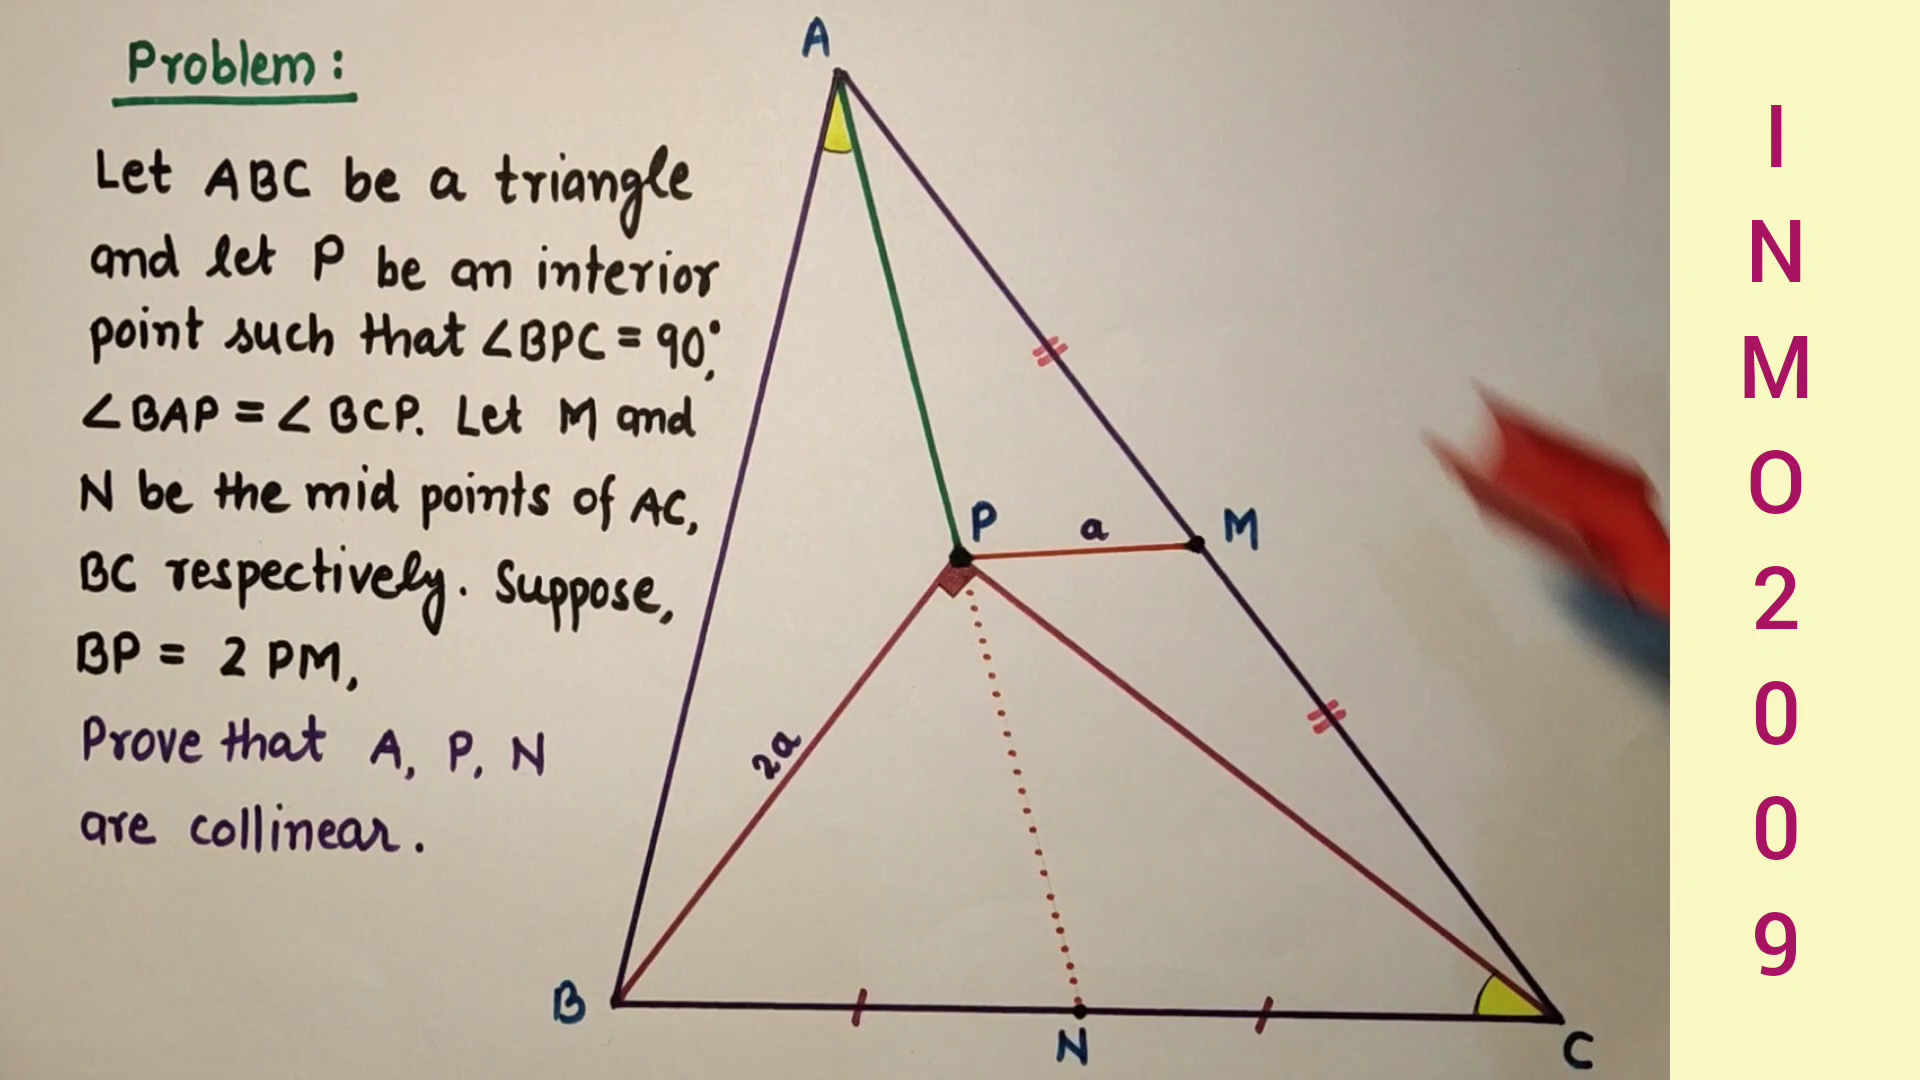 Problem:
Let ABC be a triangle
and let P be an interior
point such that ∠BPC = 90°,
∠BAP = ∠BCP. Let M and
N be the mid points of AC,
BC respectively. Suppose,
BP = 2 PM,
Prove that A, P, N
are collinear.
A
P
a
M
2a
B
N
C
I
N
M
O
2
0
0
9